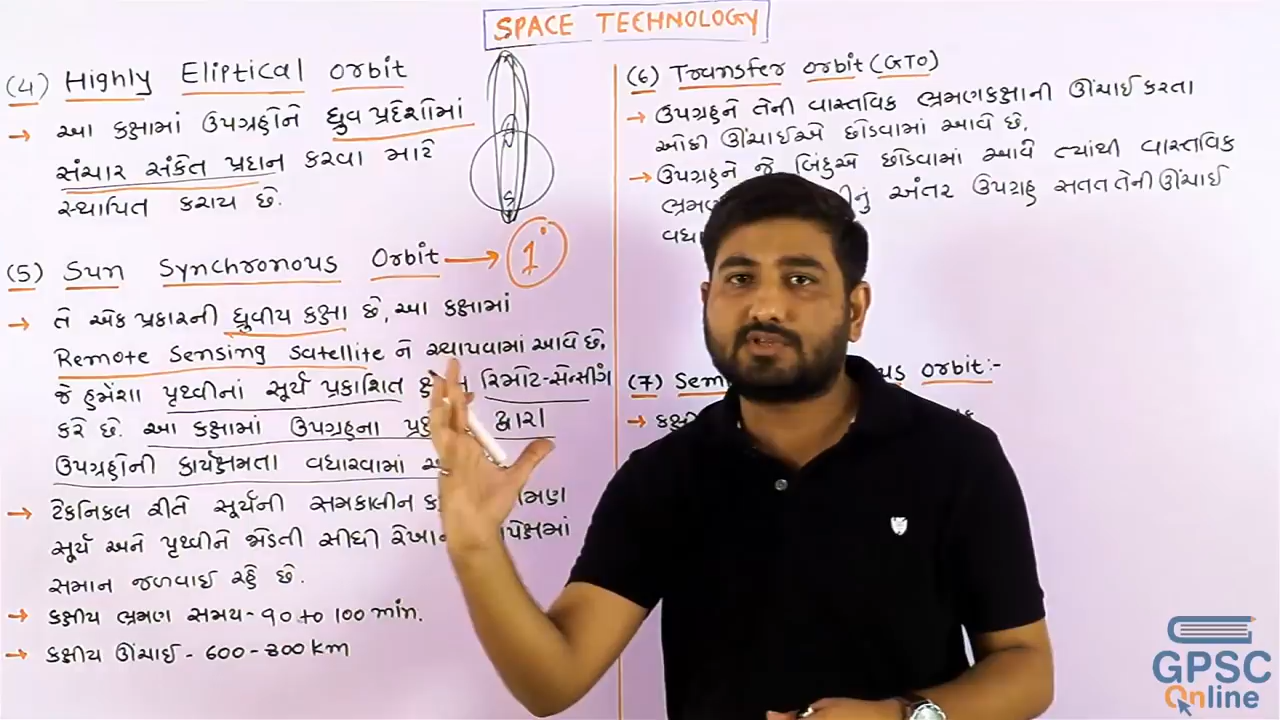 SPACE TECHNOLOGY
(4) Highly Eliptical Orbit
→ આ કક્ષામાં ઉપગ્રહોને ધ્રુવ પ્રદેશોમાં
સંચાર સંકેત પ્રદાન કરવા માટે
સ્થાપિત કરાય છે.
(5) Sun Synchronous Orbit → 1°
→ તે એક પ્રકારની ધ્રુવીય કક્ષા છે, આ કક્ષામાં
Remote Sensing Satellite ને સ્થાપવામાં આવે છે,
જે હંમેશા પૃથ્વીનાં સૂર્ય પ્રકાશિત રિમોટ-સેન્સીંગ
કરે છે. આ કક્ષામાં ઉપગ્રહના દ્વારા
ઉપગ્રહોની કાર્યક્ષમતા વધારવામાં
→ ટેકનિકલ રીતે સૂર્યની સમકાલીન
સૂર્ય અને પૃથ્વીને જોડતી સીધી
સમાન જળવાઈ રહે છે.
→ કક્ષીય ભ્રમણ સમય- 90 to 100 min.
→ કક્ષીય ઊંચાઈ - 600-800 km
N
S
(6) Transfer Orbit (GTO)
→ ઉપગ્રહને તેની વાસ્તવિક ભ્રમણકક્ષાની ઊંચાઈ કરતા
ઓછી ઊંચાઈએ છોડવામાં આવે છે,
→ ઉપગ્રહને જે બિંદુએ છોડવામાં આવે ત્યાંથી વાસ્તવિક
અંતર ઉપગ્રહ સતત તેની ઊંચાઈ
(7) Orbit :-
GPSC
Online